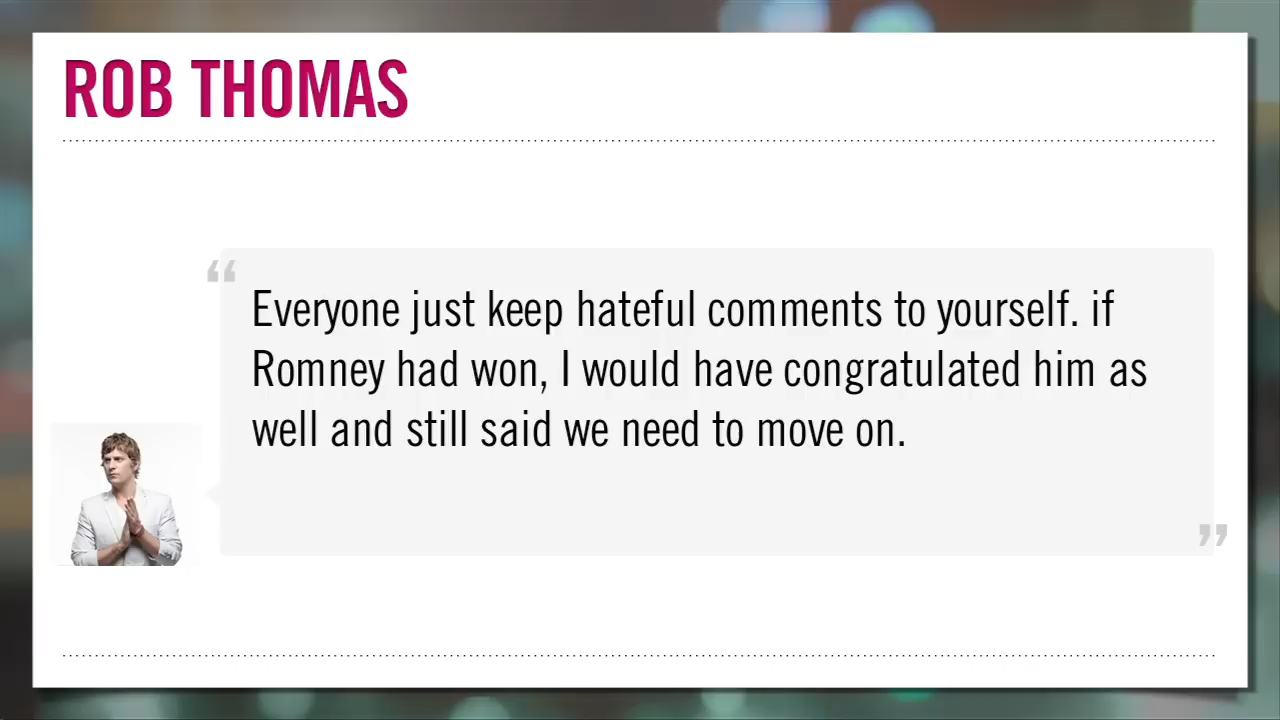 ROB THOMAS
“
Everyone just keep hateful comments to yourself. if
Romney had won, I would have congratulated him as
well and still said we need to move on.
”